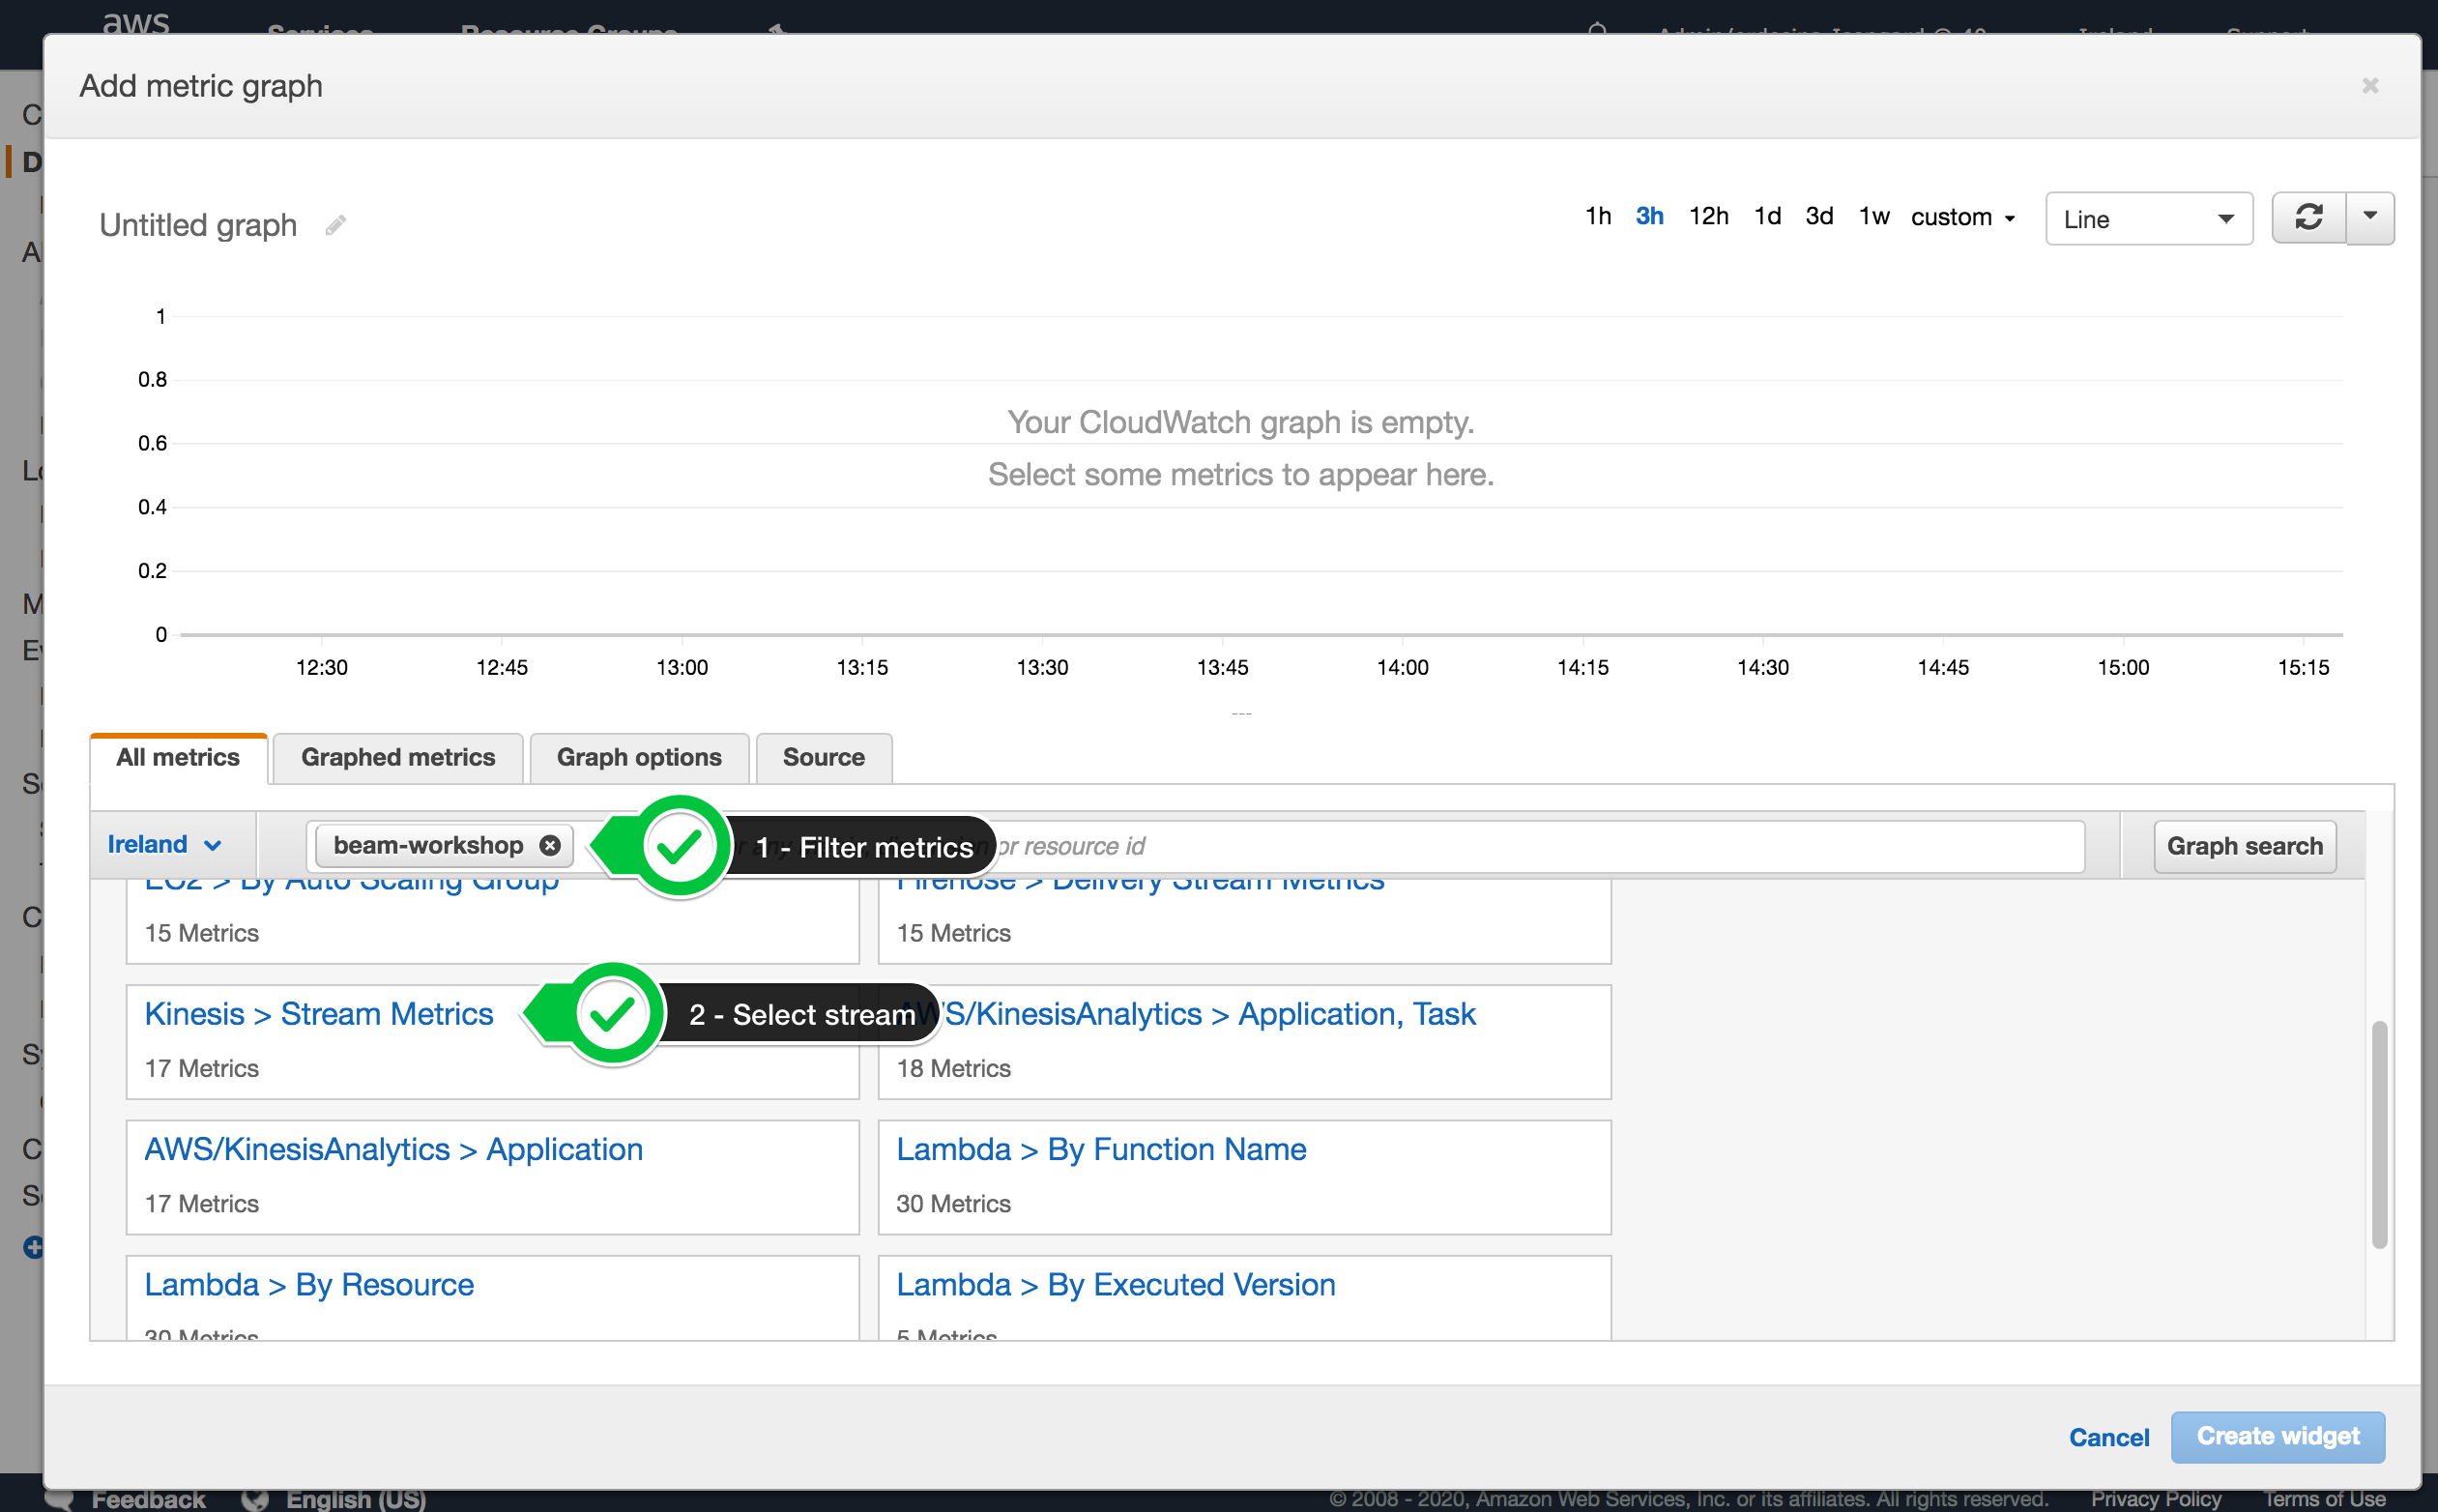 aws
Services
Resource Groups
Ireland
Support
Add metric graph
Untitled graph
1h 3h 12h 1d 3d 1w custom
Line
1
0.8
0.6
0.4
0.2
0
Your CloudWatch graph is empty.
Select some metrics to appear here.
12:30 12:45 13:00 13:15 13:30 13:45 14:00 14:15 14:30 14:45 15:00 15:15
All metrics
Graphed metrics
Graph options
Source
Ireland
beam-workshop
1 - Filter metrics
or resource id
Graph search
EC2 > By Auto Scaling Group
15 Metrics
Firehose > Delivery Stream Metrics
15 Metrics
Kinesis > Stream Metrics
17 Metrics
2 - Select stream
AWS/KinesisAnalytics > Application, Task
18 Metrics
AWS/KinesisAnalytics > Application
17 Metrics
Lambda > By Function Name
30 Metrics
Lambda > By Resource
30 Metrics
Lambda > By Executed Version
5 Metrics
Cancel
Create widget
Feedback
English (US)
© 2008 - 2020, Amazon Web Services, Inc. or its affiliates. All rights reserved.
Privacy Policy
Terms of Use